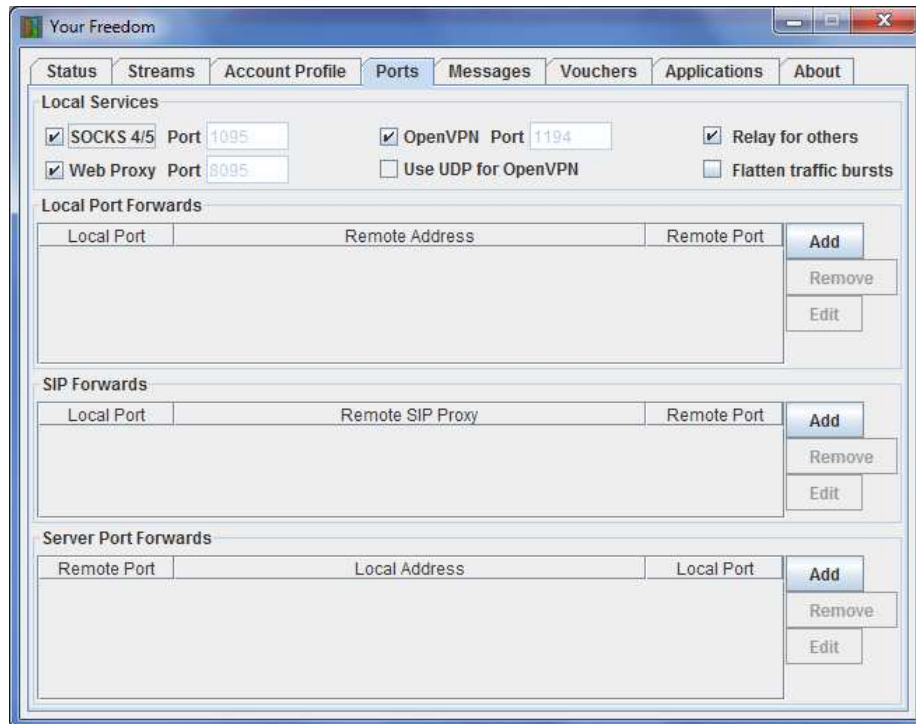 Your Freedom
Status Streams Account Profile Ports Messages Vouchers Applications About
Local Services
SOCKS 4/5 Port 1095 OpenVPN Port 1194 Relay for others
Web Proxy Port 8095 Use UDP for OpenVPN Flatten traffic bursts
Local Port Forwards
Local Port Remote Address Remote Port Add
Remove
Edit
SIP Forwards
Local Port Remote SIP Proxy Remote Port Add
Remove
Edit
Server Port Forwards
Remote Port Local Address Local Port Add
Remove
Edit